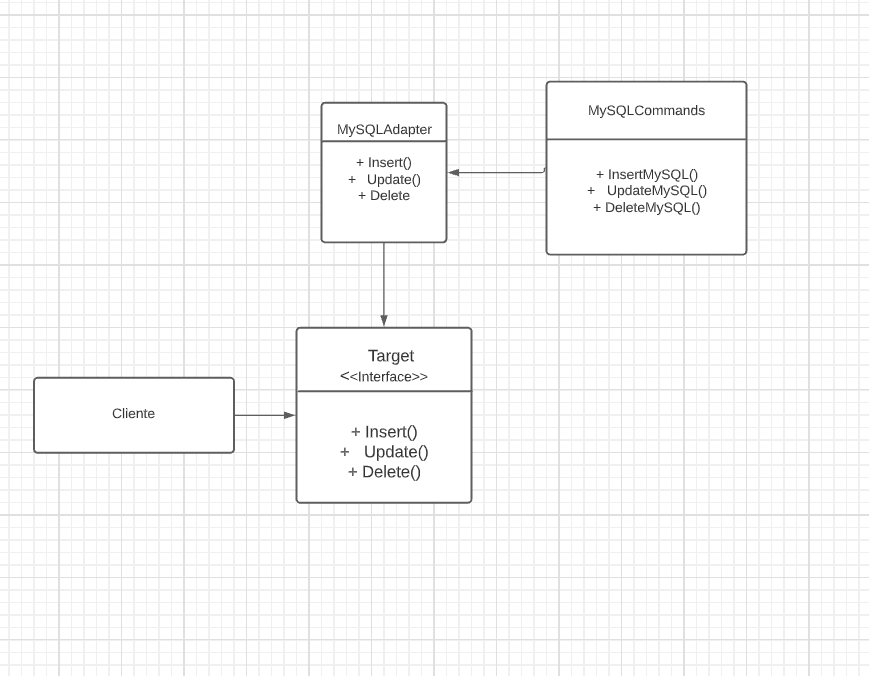 MySQLAdapter
+ Insert()
+ Update()
+ Delete
MySQLCommands
+ InsertMySQL()
+ UpdateMySQL()
+ DeleteMySQL()
Target
<<Interface>>
+ Insert()
+ Update()
+ Delete()
Cliente